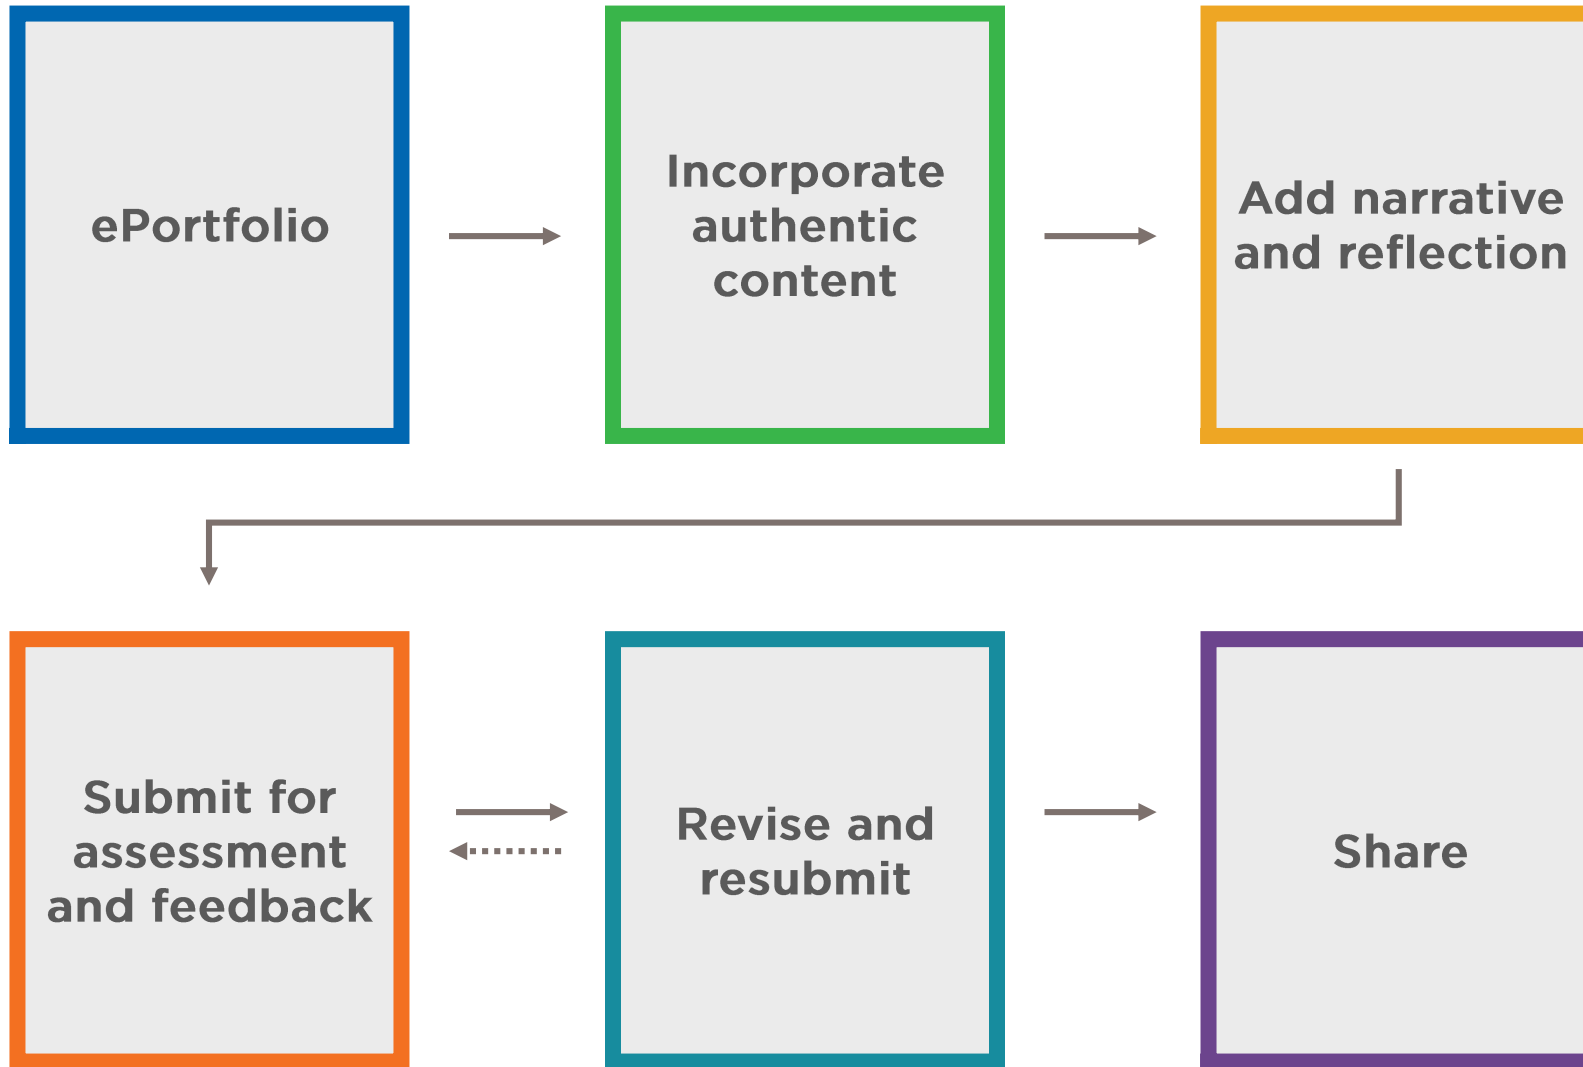 ePortfolio
Incorporate
authentic
content
Add narrative
and reflection
Submit for
assessment
and feedback
Revise and
resubmit
Share